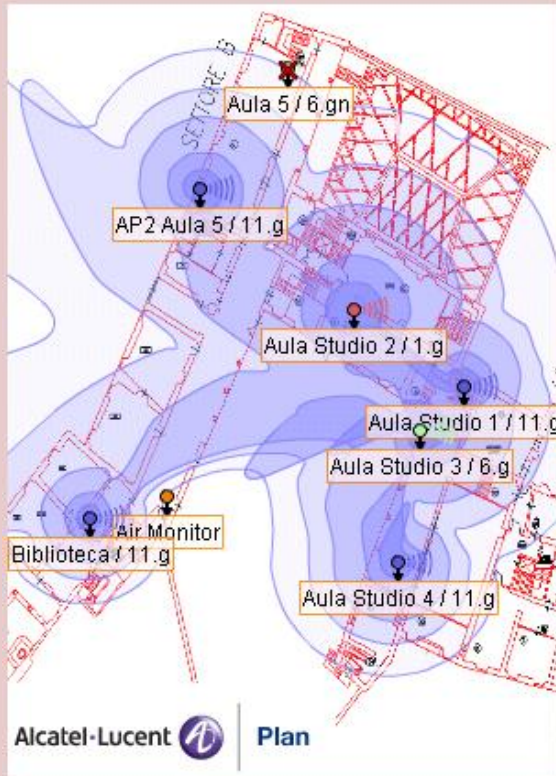 SETTORE B
Aula 5 / 6.gn
AP2 Aula 5 / 11.g
Aula Studio 2 / 1.g
Aula Studio 1 / 11.g
Aula Studio 3 / 6.g
Air Monitor
Biblioteca / 11.g
Aula Studio 4 / 11.g
Alcatel·Lucent
Plan